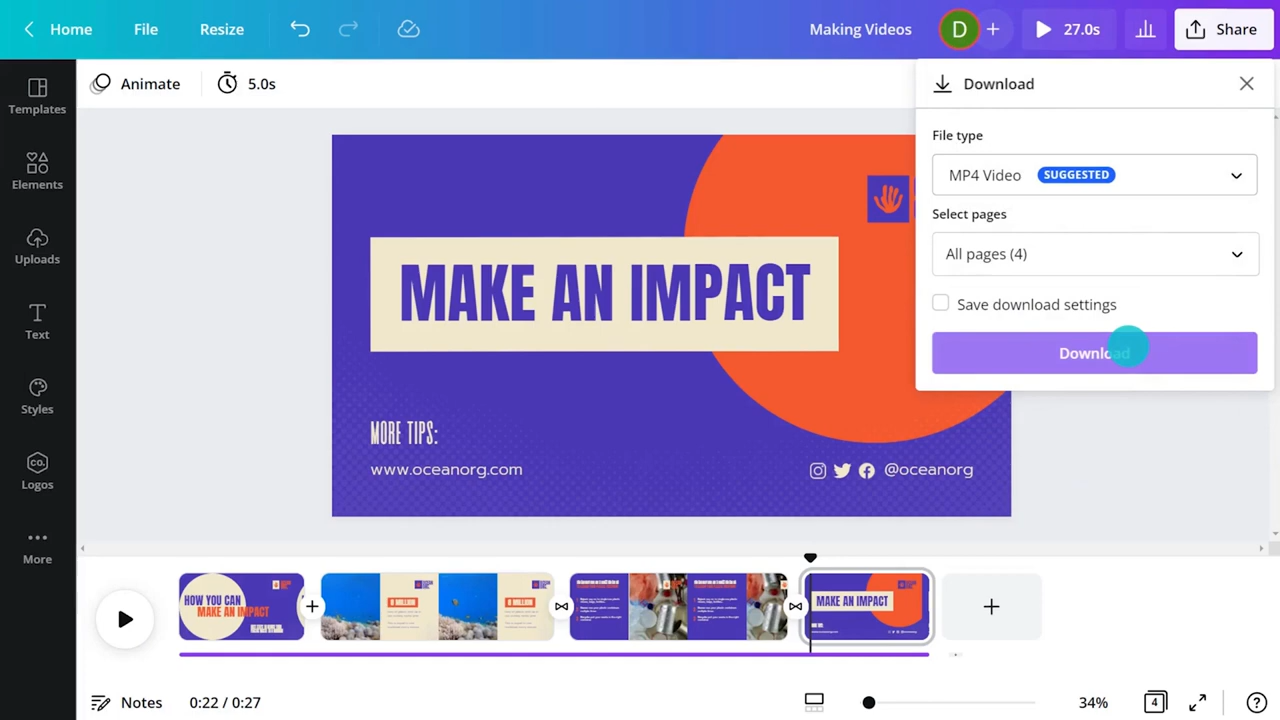 Home
File
Resize
Making Videos
D
27.0s
Share
Animate
5.0s
Download
File type
MP4 Video SUGGESTED
Select pages
All pages (4)
Save download settings
Download
Templates
Elements
Uploads
Text
Styles
CO.
Logos
More
MAKE AN IMPACT
MORE TIPS:
www.oceanorg.com
@oceanorg
HOW YOU CAN
MAKE AN IMPACT
MAKE AN IMPACT
Notes
0:22 / 0:27
34%
4
?